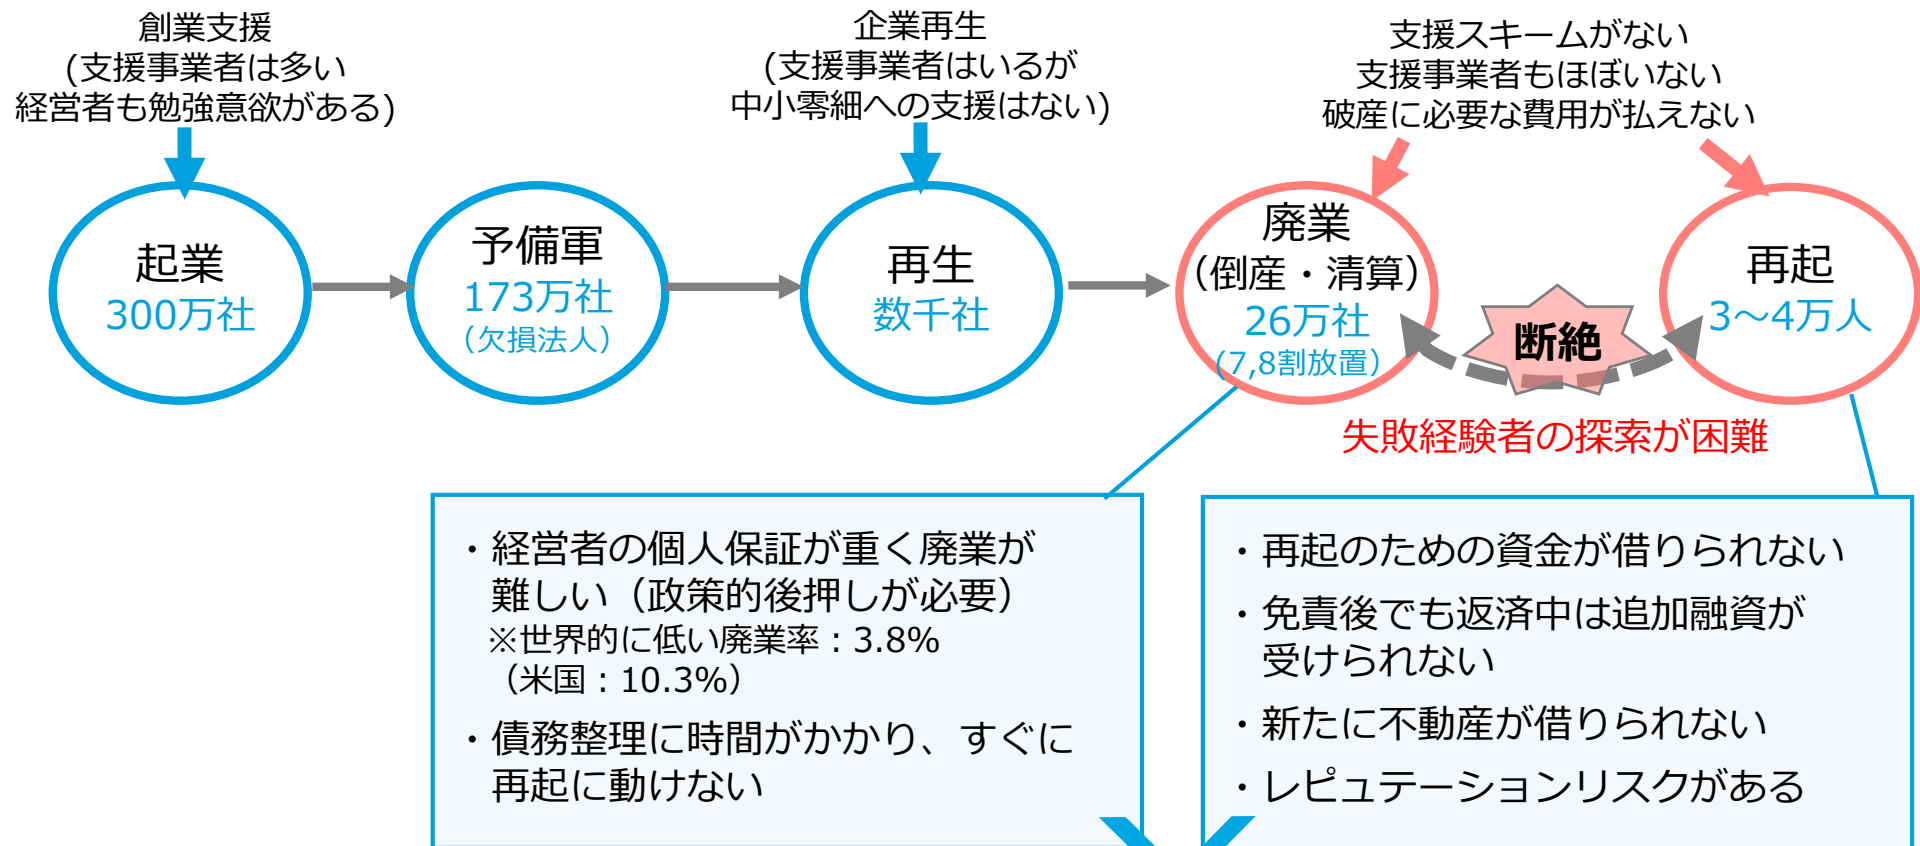 創業支援
(支援事業者は多い
経営者も勉強意欲がある)
企業再生
(支援事業者はいるが
中小零細への支援はない)
支援スキームがない
支援事業者もほぼいない
破産に必要な費用が払えない
起業
300万社
予備軍
173万社
（欠損法人）
再生
数千社
廃業
（倒産・清算）
26万社
(7,8割放置）
断絶
再起
3～4万人
失敗経験者の探索が困難
・経営者の個人保証が重く廃業が
難しい（政策的後押しが必要）
※世界的に低い廃業率：3.8%
（米国：10.3%）
・債務整理に時間がかかり、すぐに
再起に動けない
・再起のための資金が借りられない
・免責後でも返済中は追加融資が
受けられない
・新たに不動産が借りられない
・レピュテーションリスクがある